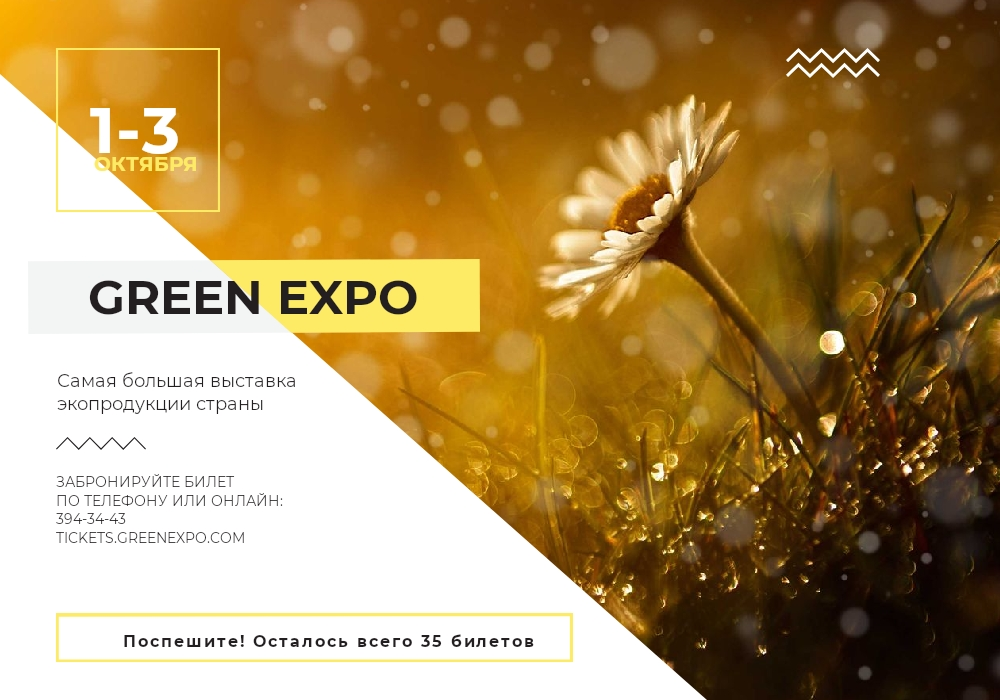 1-3
ОКТЯБРЯ
GREEN EXPO
Самая большая выставка
экопродукции страны
ЗАБРОНИРУЙТЕ БИЛЕТ
ПО ТЕЛЕФОНУ ИЛИ ОНЛАЙН:
394-34-43
TICKETS.GREENEXPO.COM
Поспешите! Осталось всего 35 билетов